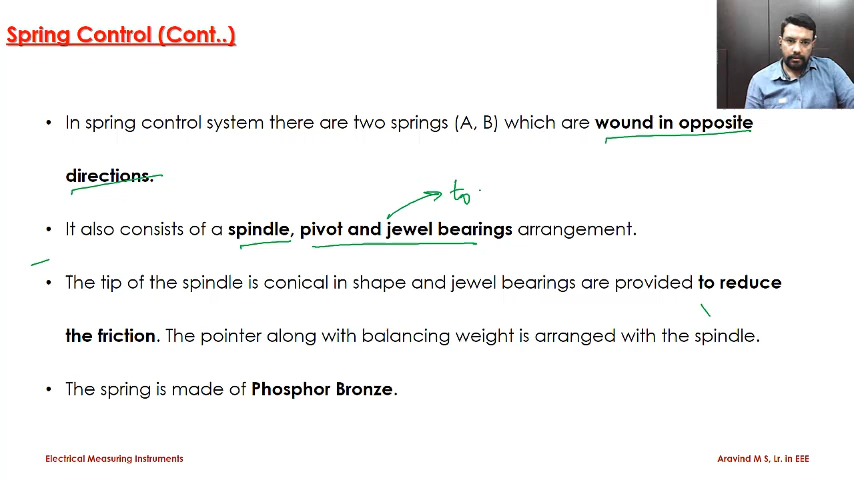 Spring Control (Cont..)
• In spring control system there are two springs (A, B) which are wound in opposite
directions.
to
• It also consists of a spindle, pivot and jewel bearings arrangement.
• The tip of the spindle is conical in shape and jewel bearings are provided to reduce
the friction. The pointer along with balancing weight is arranged with the spindle.
• The spring is made of Phosphor Bronze.
Electrical Measuring Instruments
Aravind M S, Lr. in EEE